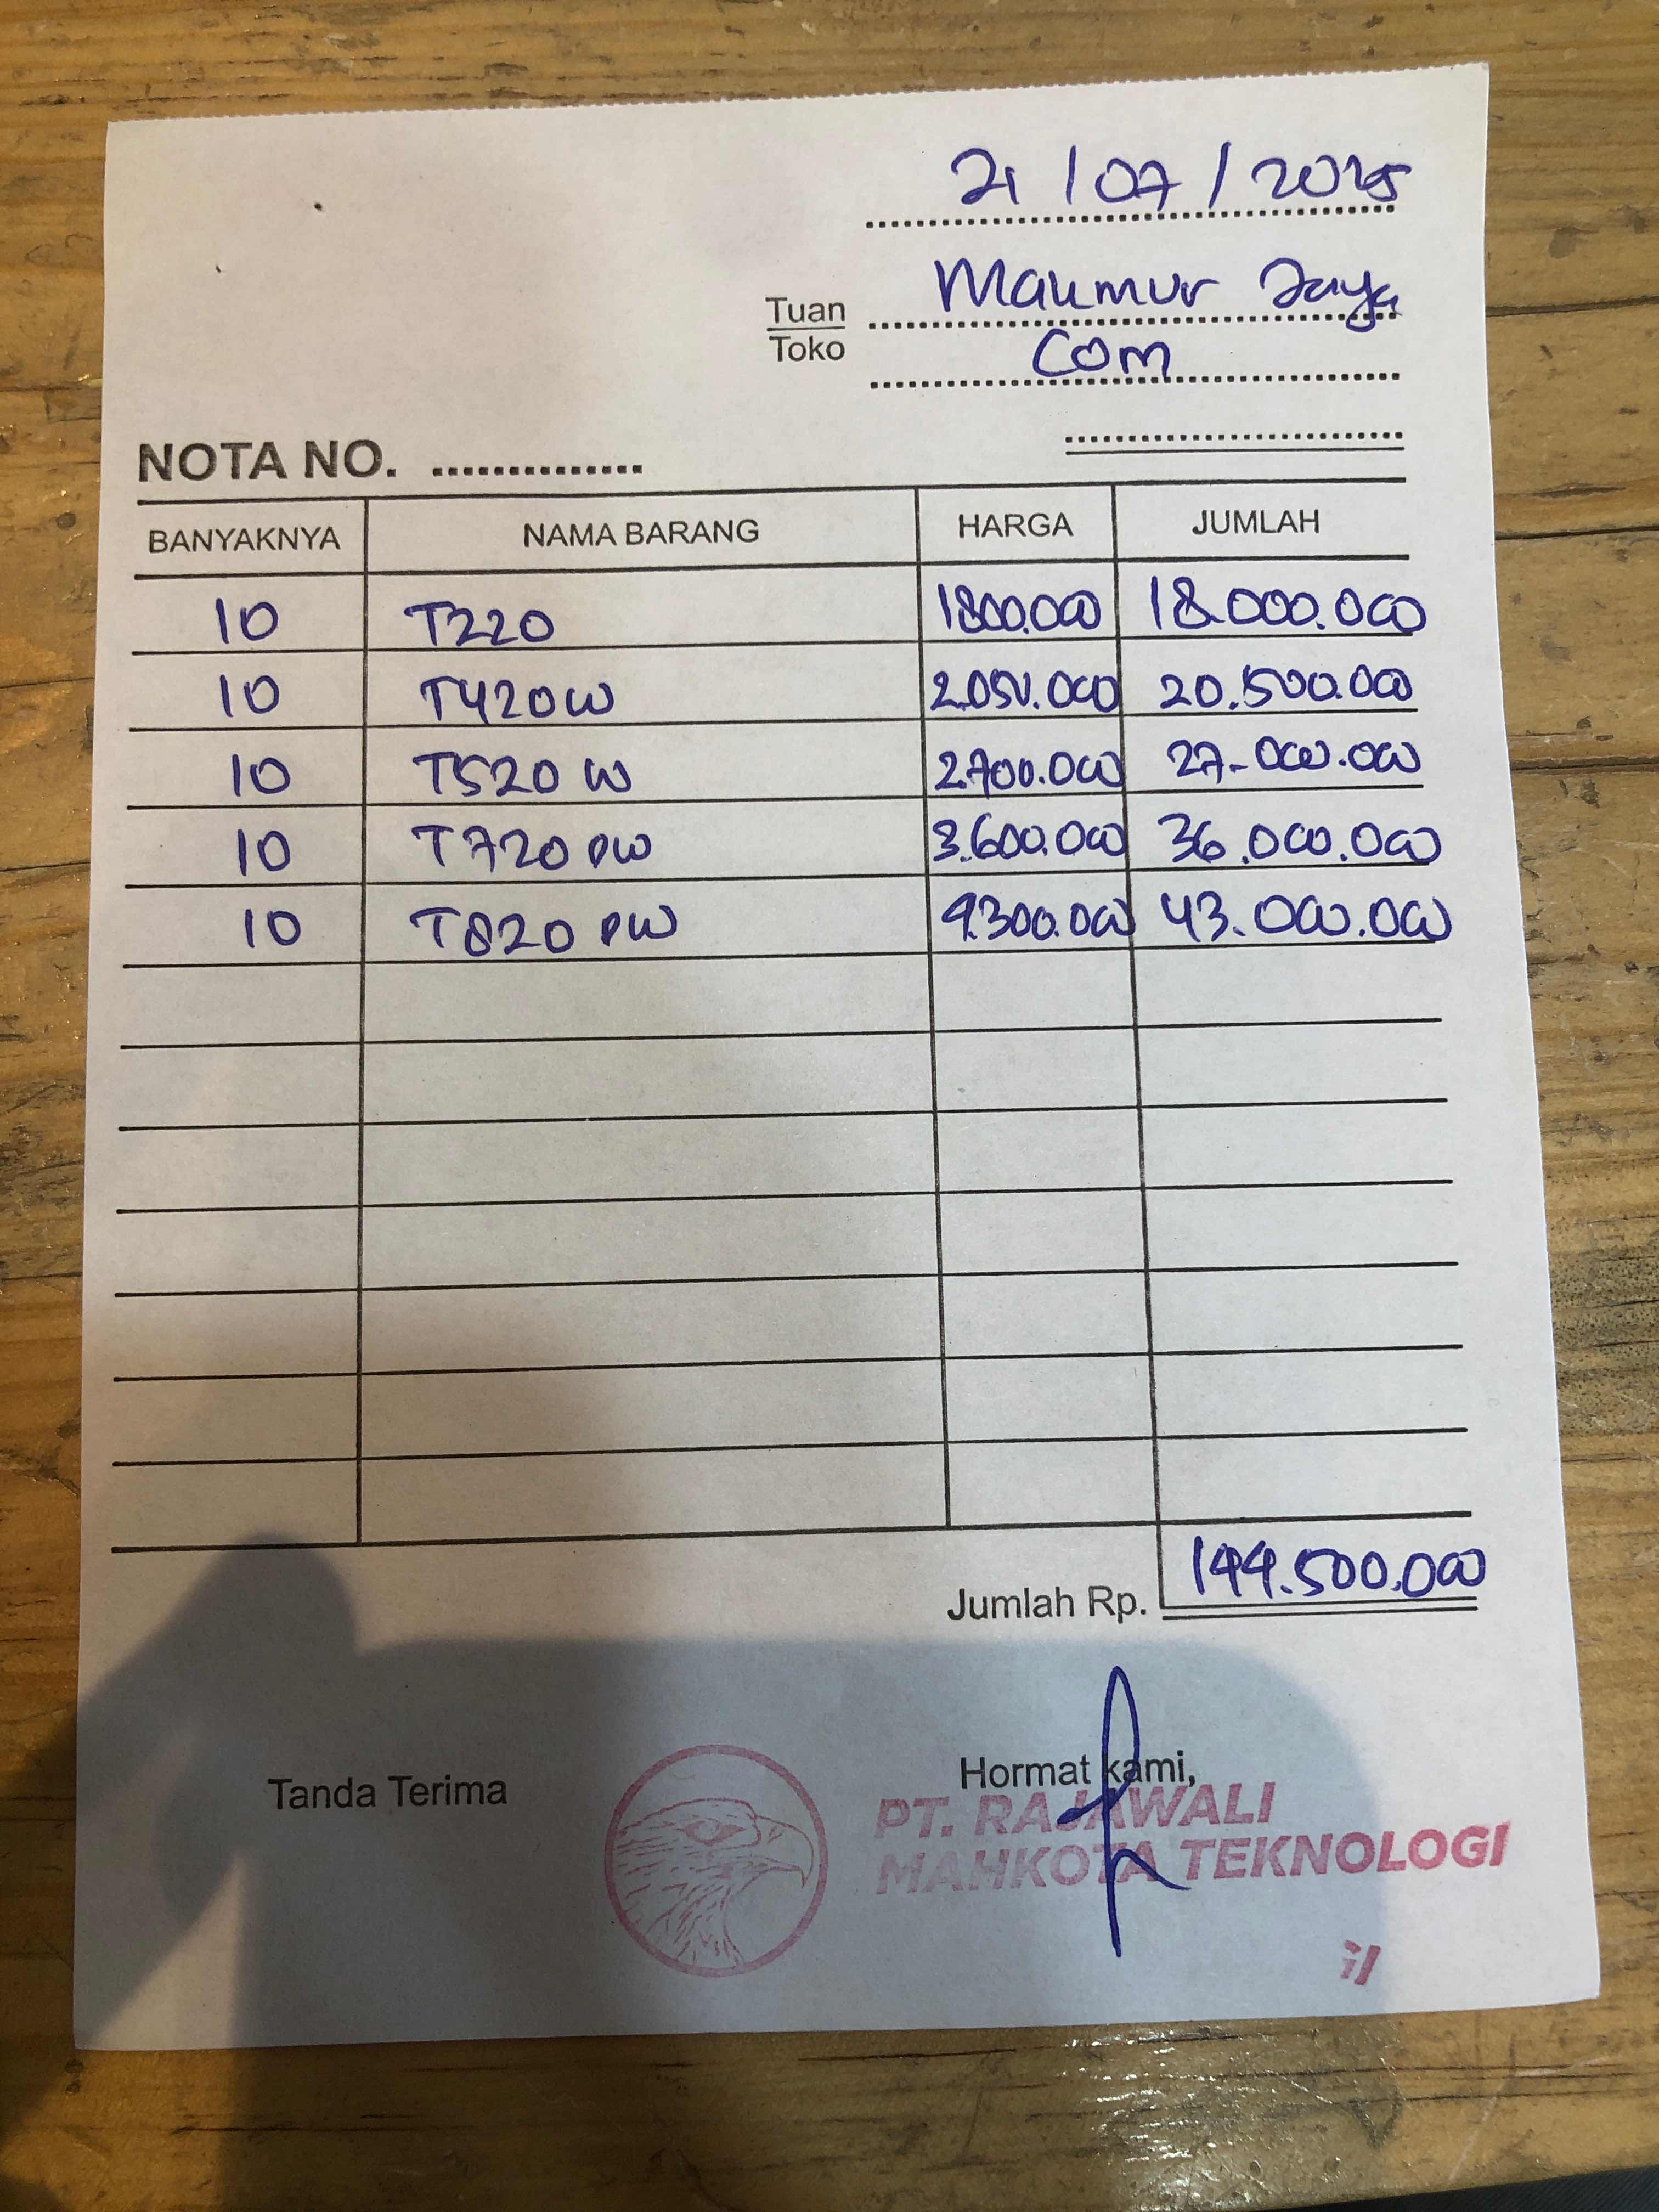 21/07/2025
Tuan
Toko
Makmur Jaya
Com
NOTA NO. ..............
BANYAKNYA NAMA BARANG HARGA JUMLAH
10 T220 1800.000 18.000.000
10 T420W 2.050.000 20.500.000
10 T520 W 2.700.000 27.000.000
10 T720 DW 3.600.000 36.000.000
10 T820 DW 4.300.000 43.000.000
Jumlah Rp. 144.500.000
Tanda Terima Hormat kami,
PT. RAJAWALI
MAHKOTA TEKNOLOGI